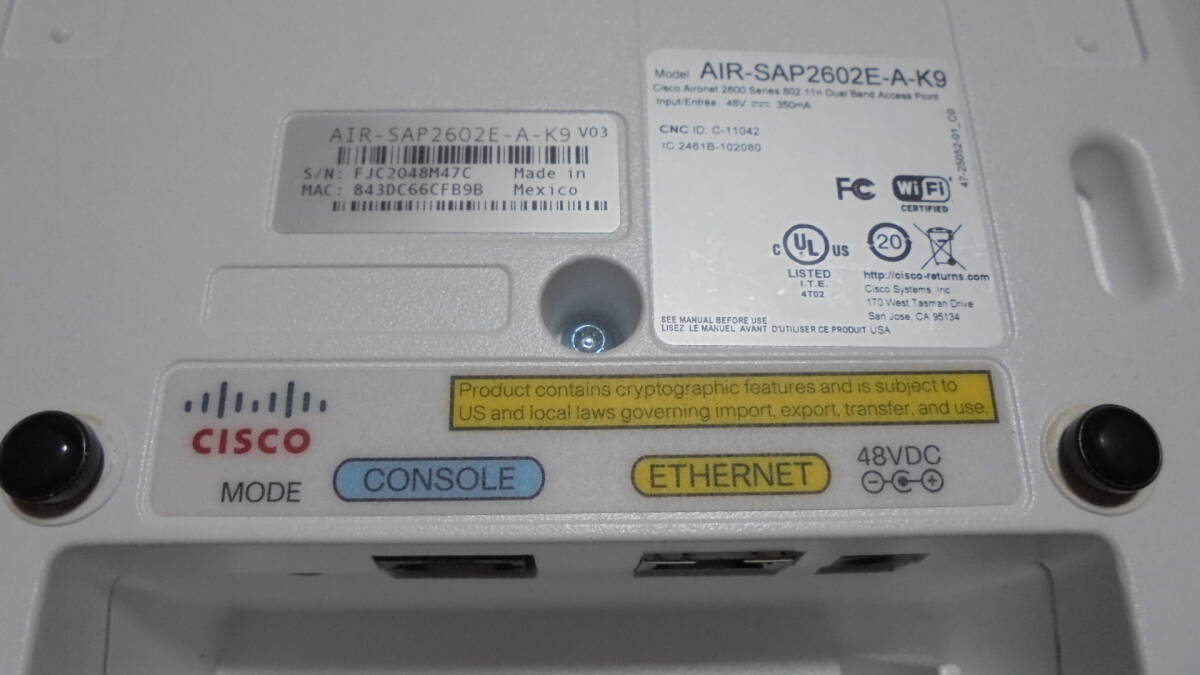 AIR-SAP2602E-A-K9 V03
S/N: FJC2048M47C Made in
MAC: 843DC66CFB9B Mexico
Model AIR-SAP2602E-A-K9
Cisco Aironet 2600 Series 802.11n Dual Band Access Point
Input/Entrée 48V 350mA
CNC ID: C-11042
IC 2461B-102080
47-25052-01_C0
FC
Wi Fi
CERTIFIED
C UL US
LISTED
I.T.E.
4T02
20
http://cisco-returns.com
Cisco Systems, Inc
170 West Tasman Drive
San Jose, CA 95134
USA
SEE MANUAL BEFORE USE
LISEZ LE MANUEL AVANT D'UTILISER CE PRODUIT
CISCO
Product contains cryptographic features and is subject to
US and local laws governing import, export, transfer, and use.
MODE
CONSOLE
ETHERNET
48VDC